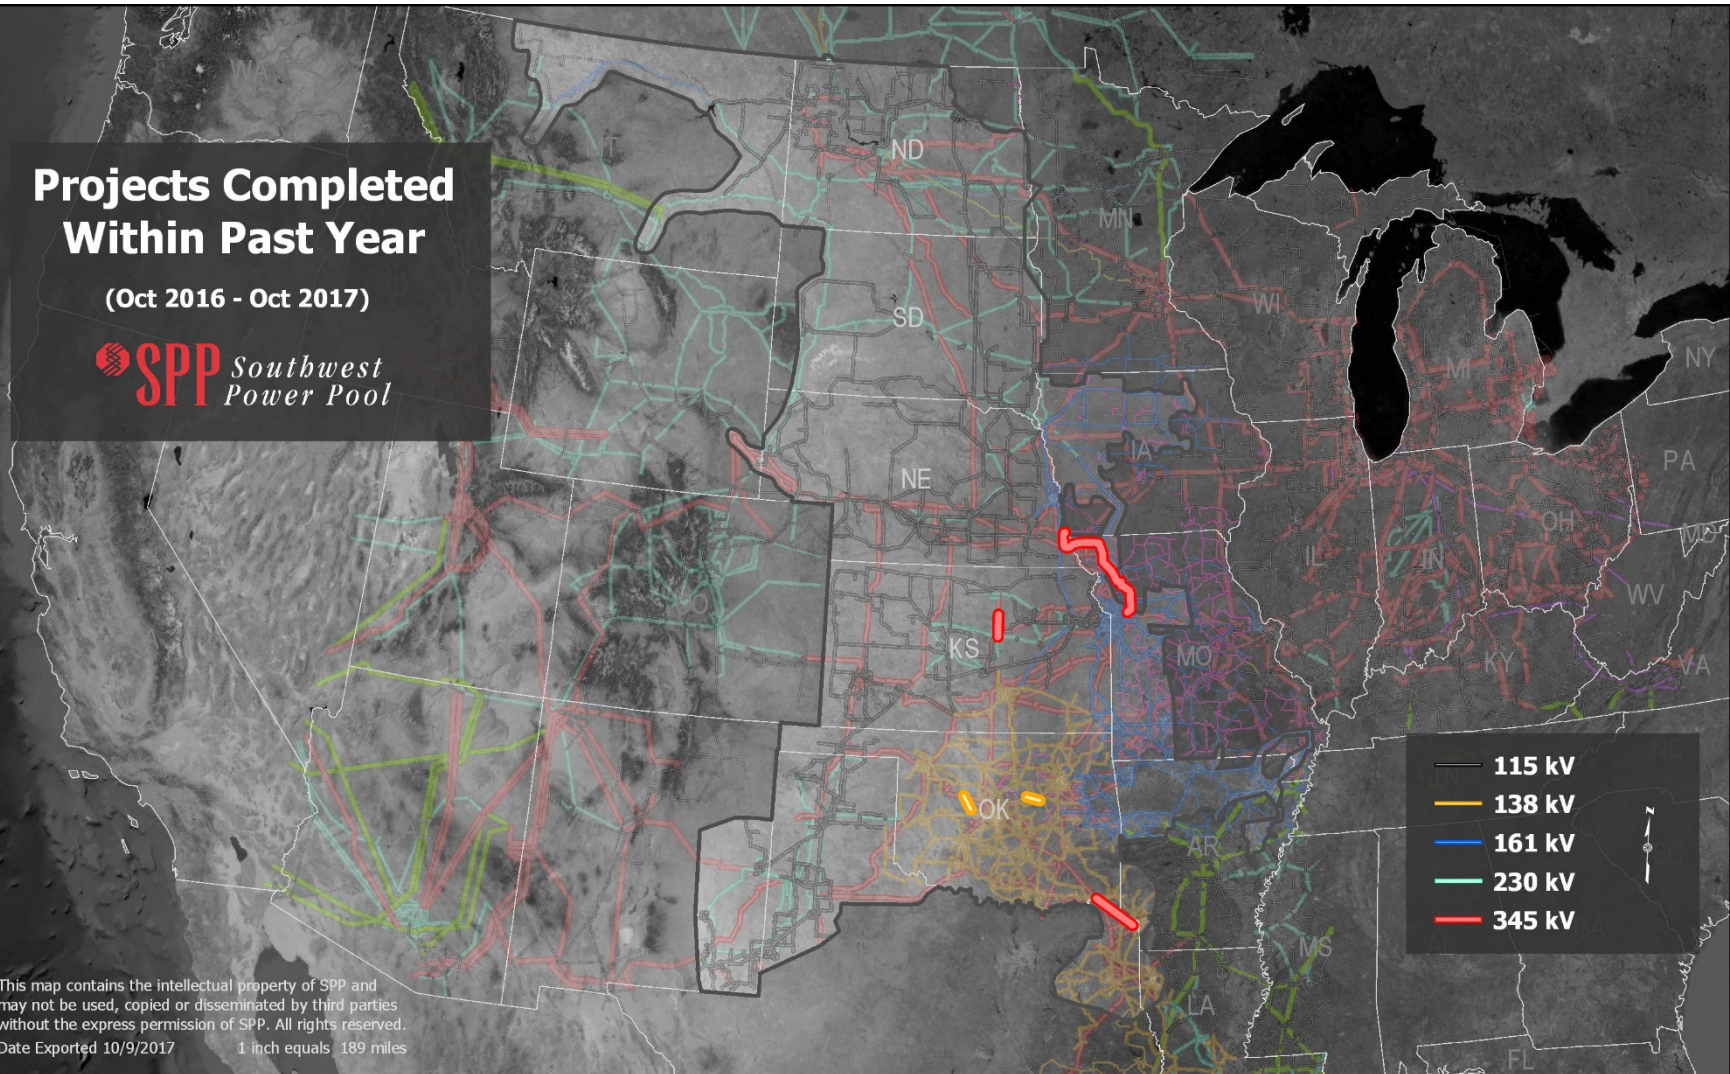 Projects Completed
Within Past Year
(Oct 2016 - Oct 2017)
SPP Southwest
Power Pool
WA
ND
MN
SD
WI
MI
NY
NE
IA
PA
OH
MD
IL
IN
WV
KS
MO
KY
VA
OK
AR
MS
LA
FL
115 kV
138 kV
161 kV
230 kV
345 kV
N
This map contains the intellectual property of SPP and
may not be used, copied or disseminated by third parties
without the express permission of SPP. All rights reserved.
Date Exported 10/9/2017 1 inch equals 189 miles